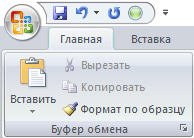 Главная Вставка
Вырезать
Копировать
Вставить
Формат по образцу
Буфер обмена